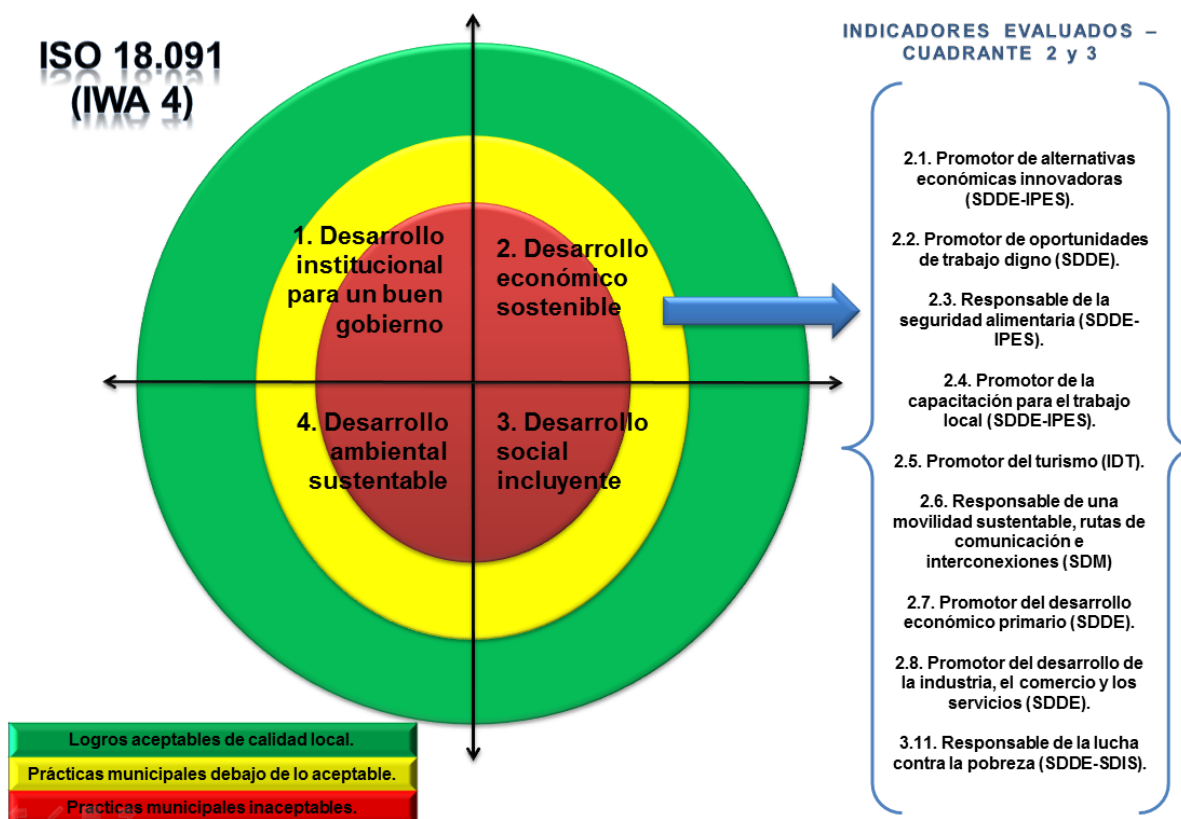 ISO 18.091
(IWA 4)
INDICADORES EVALUADOS –
CUADRANTE 2 y 3
1. Desarrollo
institucional
para un buen
gobierno
2. Desarrollo
económico
sostenible
4. Desarrollo
ambiental
sustentable
3. Desarrollo
social
incluyente
2.1. Promotor de alternativas
económicas innovadoras
(SDDE-IPES).
2.2. Promotor de oportunidades
de trabajo digno (SDDE).
2.3. Responsable de la
seguridad alimentaria (SDDE-
IPES).
2.4. Promotor de la
capacitación para el trabajo
local (SDDE-IPES).
2.5. Promotor del turismo (IDT).
2.6. Responsable de una
movilidad sustentable, rutas de
comunicación e
interconexiones (SDM)
2.7. Promotor del desarrollo
económico primario (SDDE).
2.8. Promotor del desarrollo de
la industria, el comercio y los
servicios (SDDE).
3.11. Responsable de la lucha
contra la pobreza (SDDE-SDIS).
Logros aceptables de calidad local.
Prácticas municipales debajo de lo aceptable.
Practicas municipales inaceptables.